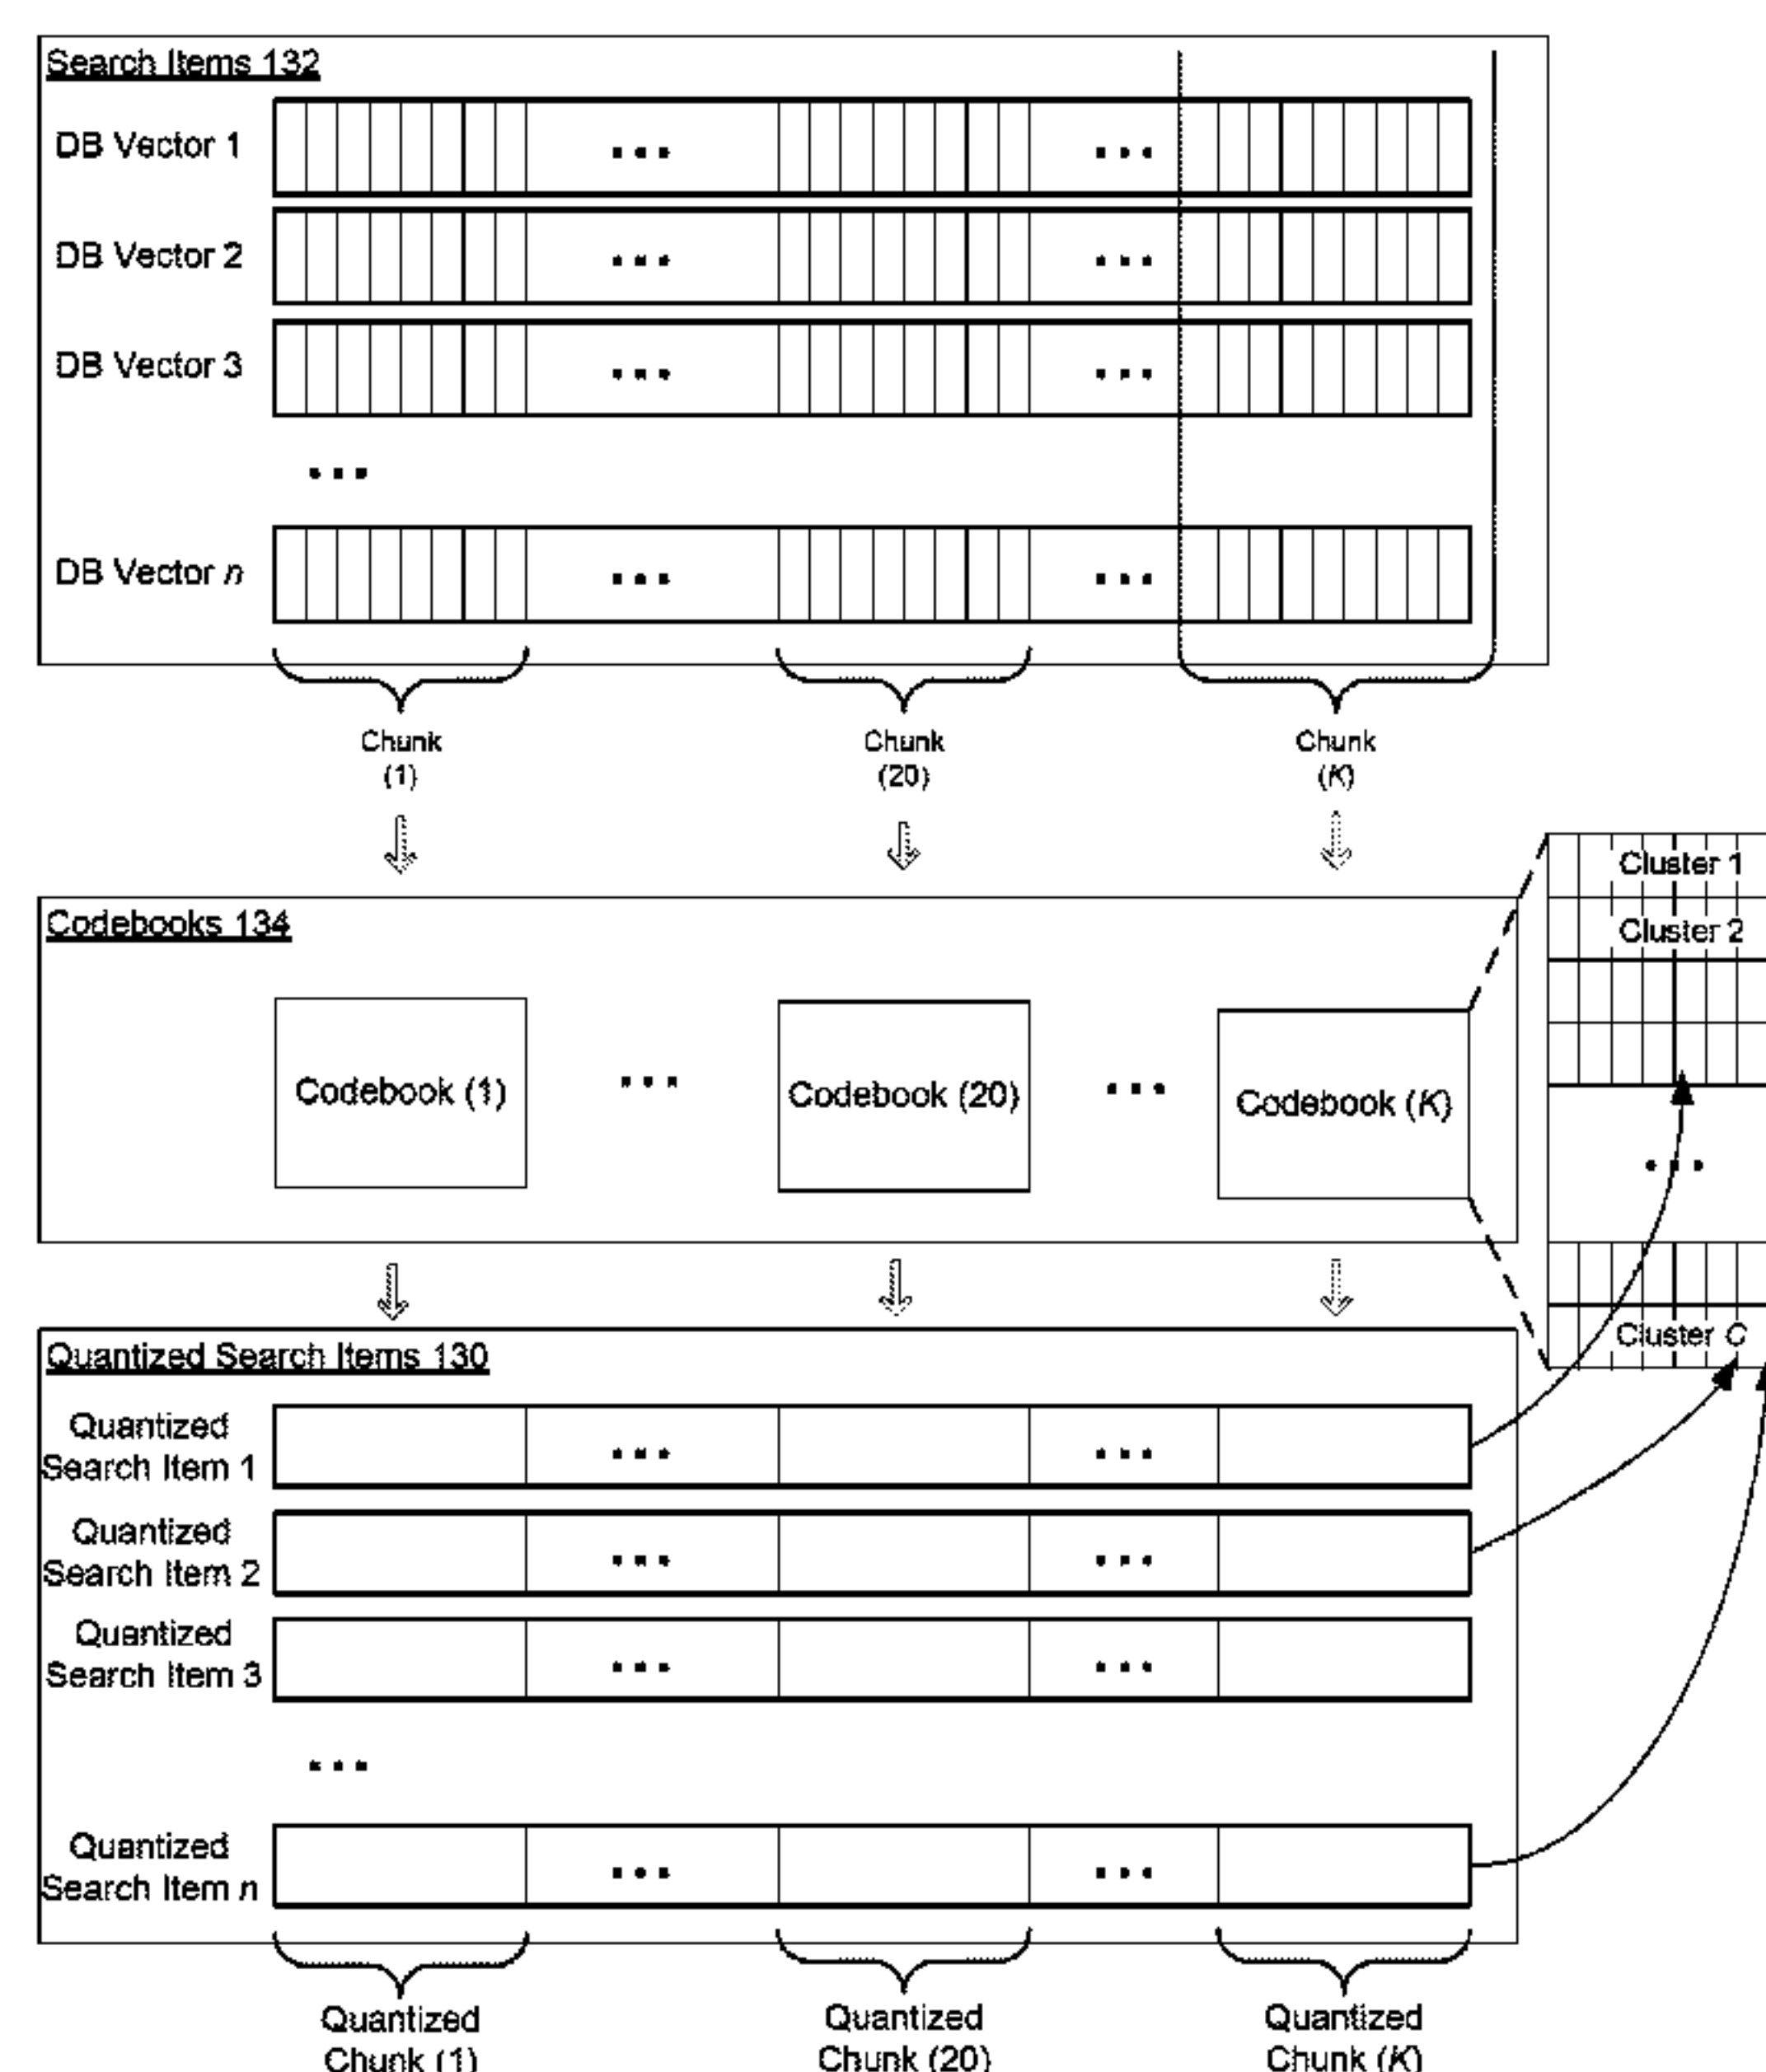 Search Items 132
DB Vector 1
DB Vector 2
DB Vector 3
...
DB Vector n
Chunk
(1)
Chunk
(20)
Chunk
(K)
Cluster 1
Cluster 2
...
Cluster C
Codebooks 134
Codebook (1)
...
Codebook (20)
...
Codebook (K)
Quantized Search Items 130
Quantized
Search Item 1
Quantized
Search Item 2
Quantized
Search Item 3
...
Quantized
Search Item n
Quantized
Chunk (1)
Quantized
Chunk (20)
Quantized
Chunk (K)